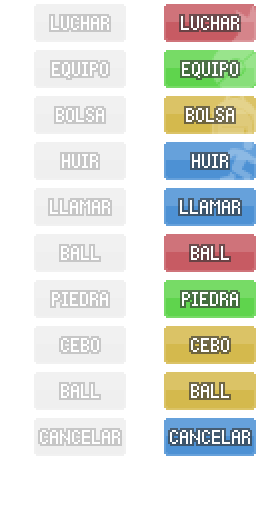 LUCHAR LUCHAR
EQUIPO EQUIPO
BOLSA BOLSA
HUIR HUIR
LLAMAR LLAMAR
BALL BALL
PIEDRA PIEDRA
CEBO CEBO
BALL BALL
CANCELAR CANCELAR